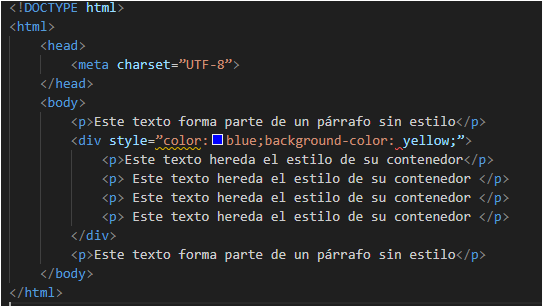 <!DOCTYPE html>
<html>
<head>
<meta charset=”UTF-8”>
</head>
<body>
<p>Este texto forma parte de un párrafo sin estilo</p>
<div style=”color:blue;background-color: yellow;”>
<p>Este texto hereda el estilo de su contenedor</p>
<p> Este texto hereda el estilo de su contenedor </p>
<p> Este texto hereda el estilo de su contenedor </p>
<p> Este texto hereda el estilo de su contenedor </p>
</div>
<p>Este texto forma parte de un párrafo sin estilo</p>
</body>
</html>